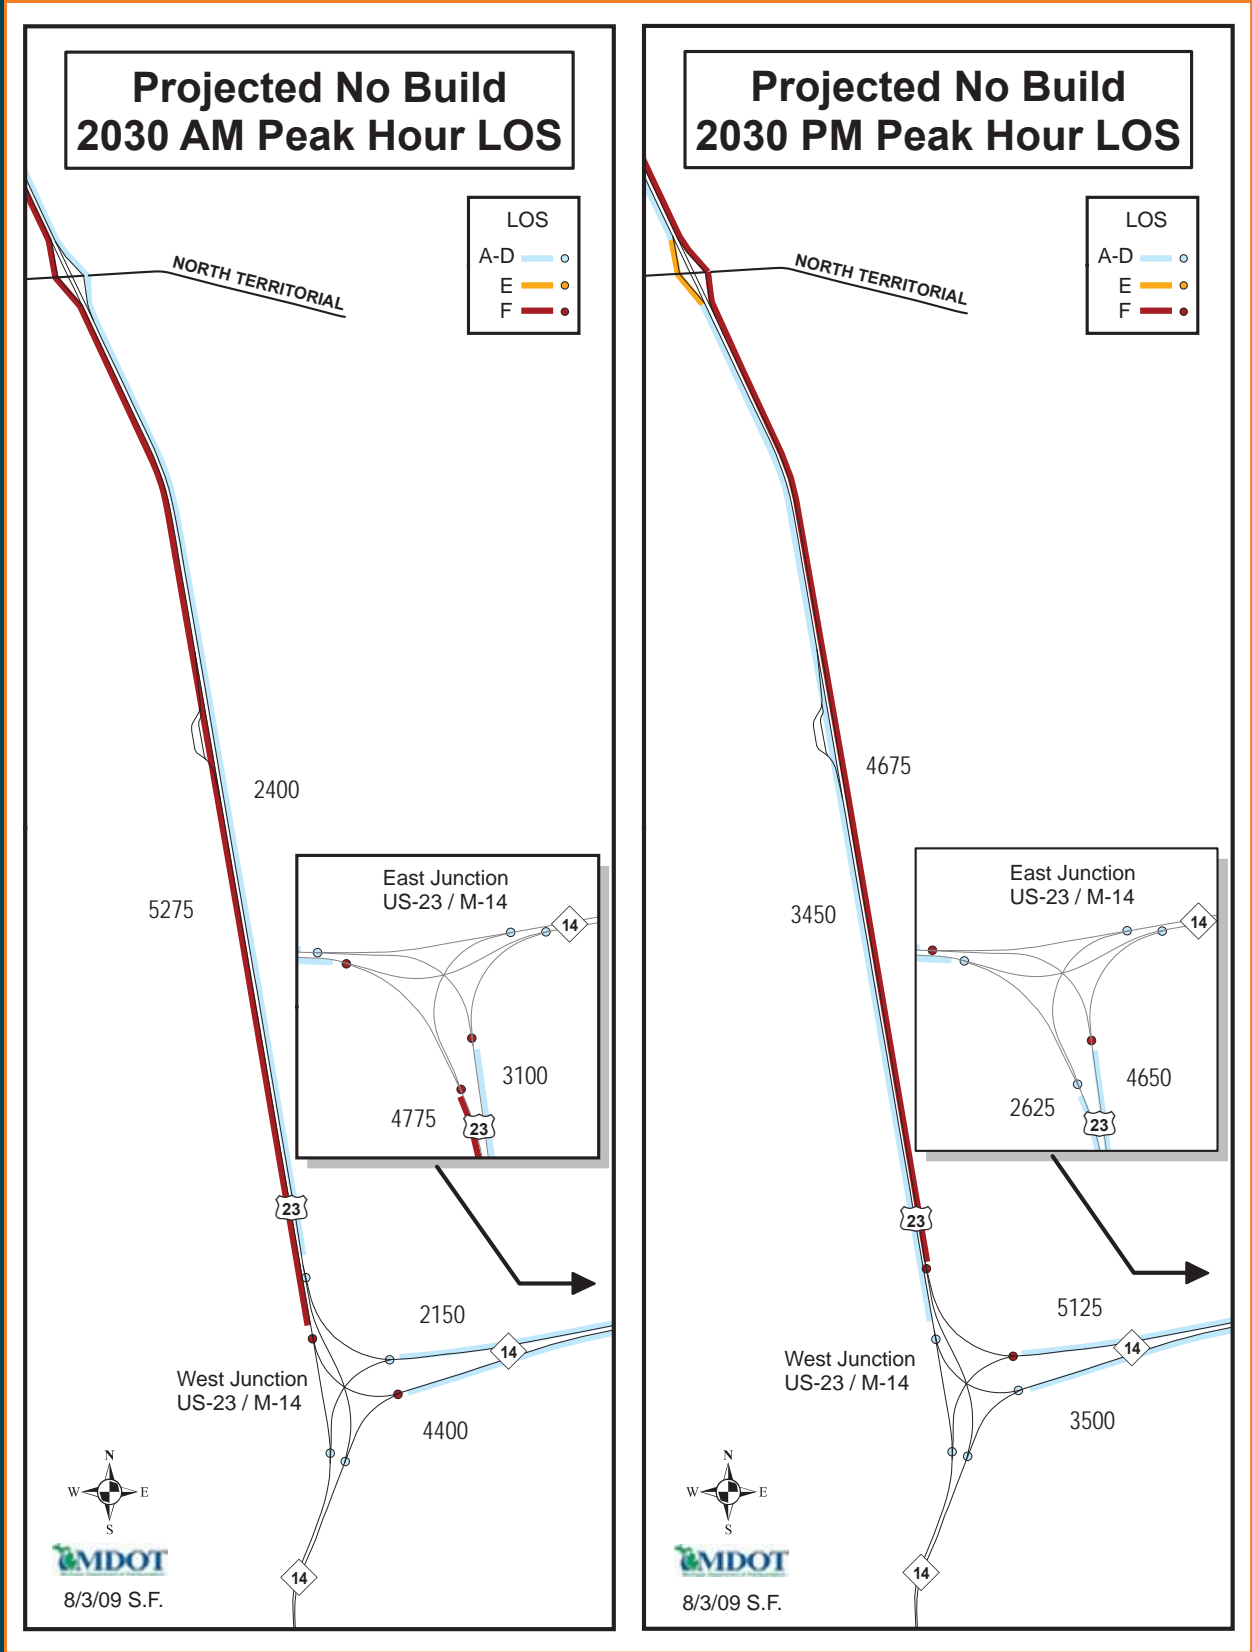 Projected No Build
2030 AM Peak Hour LOS
LOS
A-D
E
F
NORTH TERRITORIAL
2400
5275
East Junction
US-23 / M-14
14
3100
4775
23
23
2150
14
West Junction
US-23 / M-14
4400
N
W
E
S
MDOT
14
8/3/09 S.F.
Projected No Build
2030 PM Peak Hour LOS
LOS
A-D
E
F
NORTH TERRITORIAL
4675
3450
East Junction
US-23 / M-14
14
4650
2625
23
23
5125
14
West Junction
US-23 / M-14
3500
N
W
E
S
MDOT
14
8/3/09 S.F.